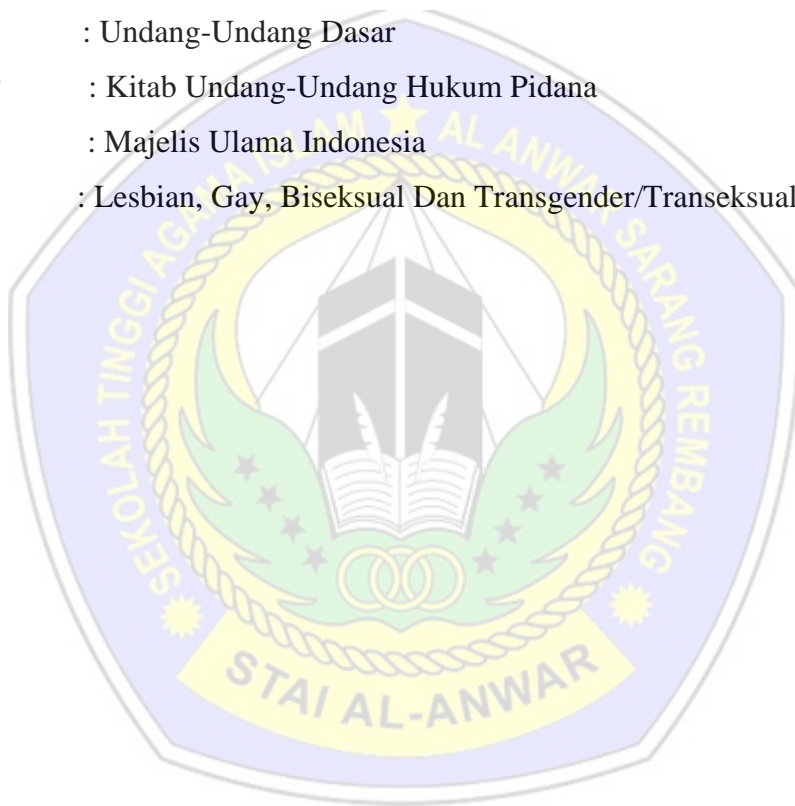 : Undang-Undang Dasar
: Kitab Undang-Undang Hukum Pidana
: Majelis Ulama Indonesia
: Lesbian, Gay, Biseksual Dan Transgender/Transeksual
SEKOLAH TINGGI AGAMA ISLAM AL ANWAR SARANG REMBANG
STAI AL-ANWAR